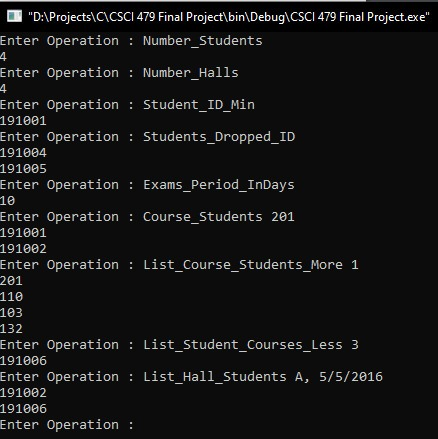 "D:\Projects\C\CSCI 479 Final Project\bin\Debug\CSCI 479 Final Project.exe"
Enter Operation : Number_Students
4
Enter Operation : Number_Halls
4
Enter Operation : Student_ID_Min
191001
Enter Operation : Students_Dropped_ID
191004
191005
Enter Operation : Exams_Period_InDays
10
Enter Operation : Course_Students 201
191001
191002
Enter Operation : List_Course_Students_More 1
201
110
103
132
Enter Operation : List_Student_Courses_Less 3
191006
Enter Operation : List_Hall_Students A, 5/5/2016
191002
191006
Enter Operation :